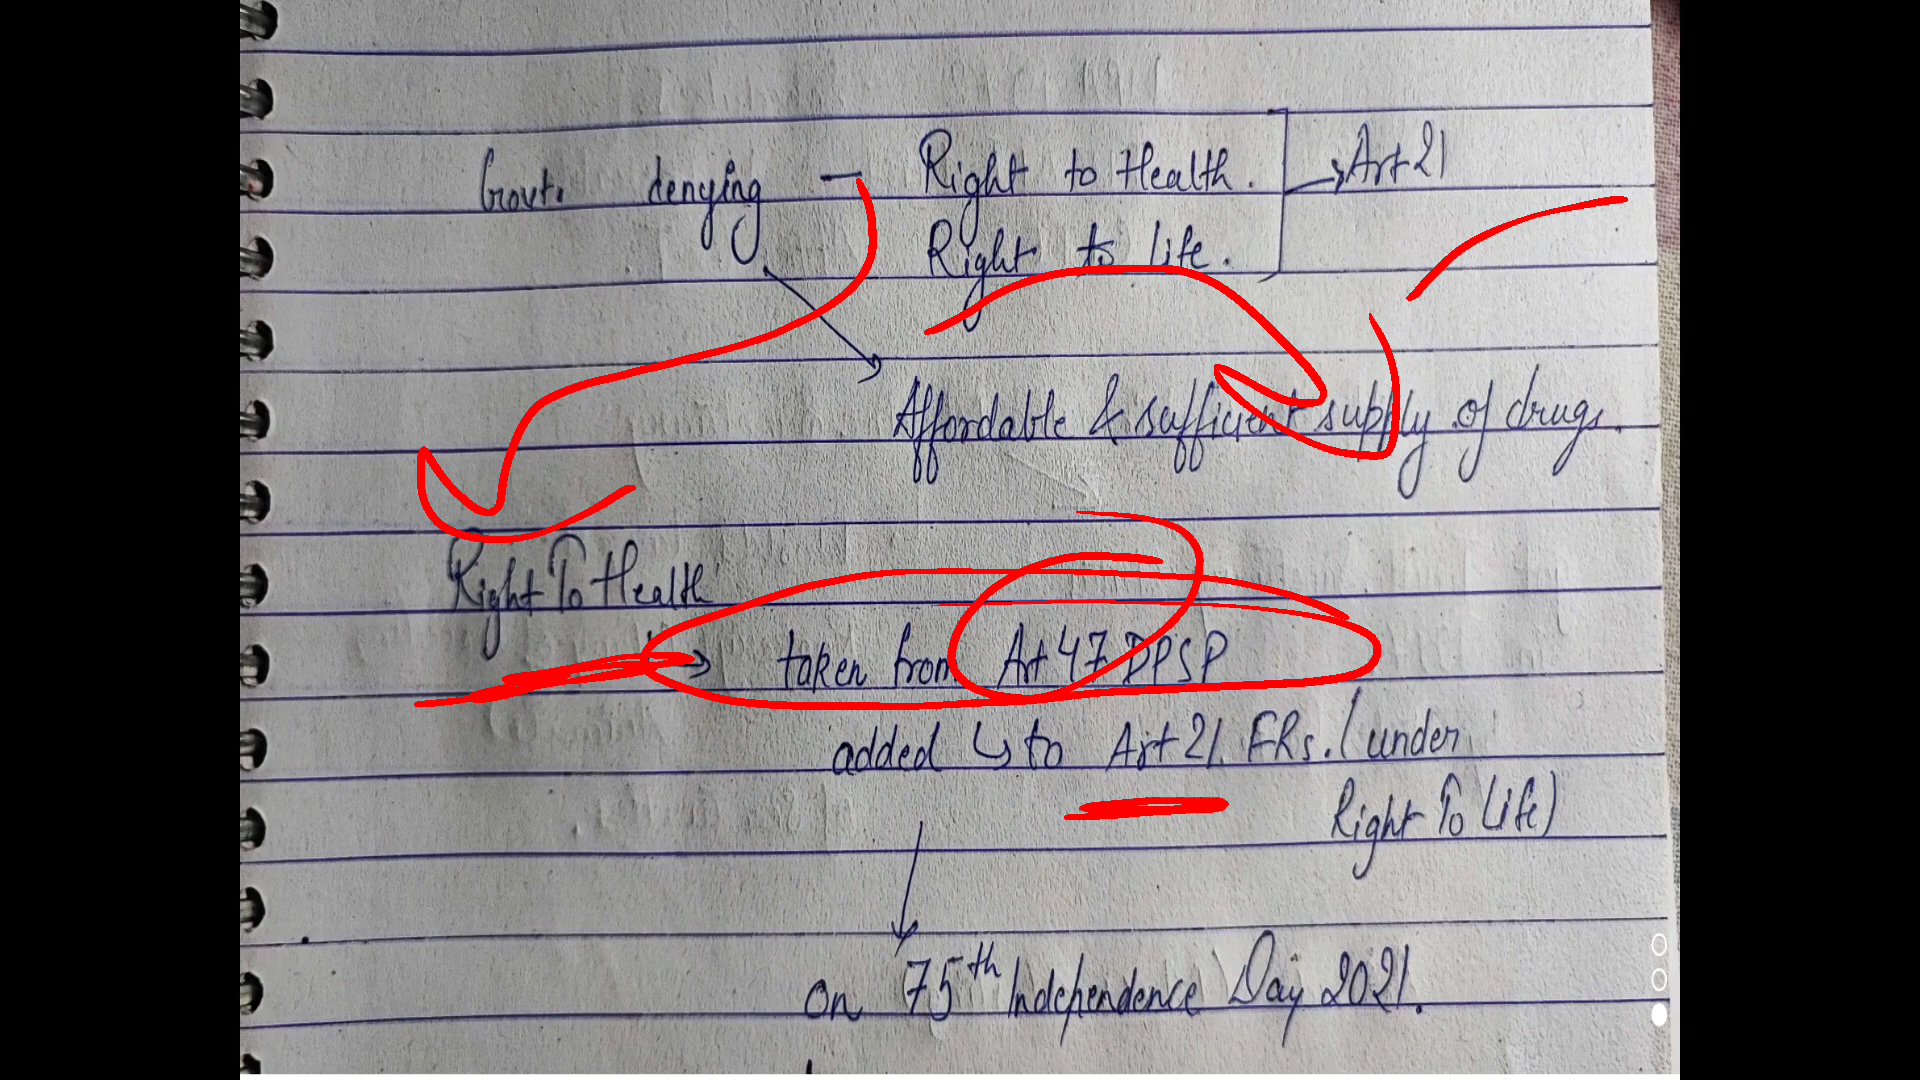 Govt. denying — Right to Health. → Art 21
Right to life.
Affordable & sufficient supply of drugs.
Right To Health
→ taken from Art 47 DPSP
added ↳ to Art 21. FRs. (under
Right To Life)
on 75th Independence Day 2021.